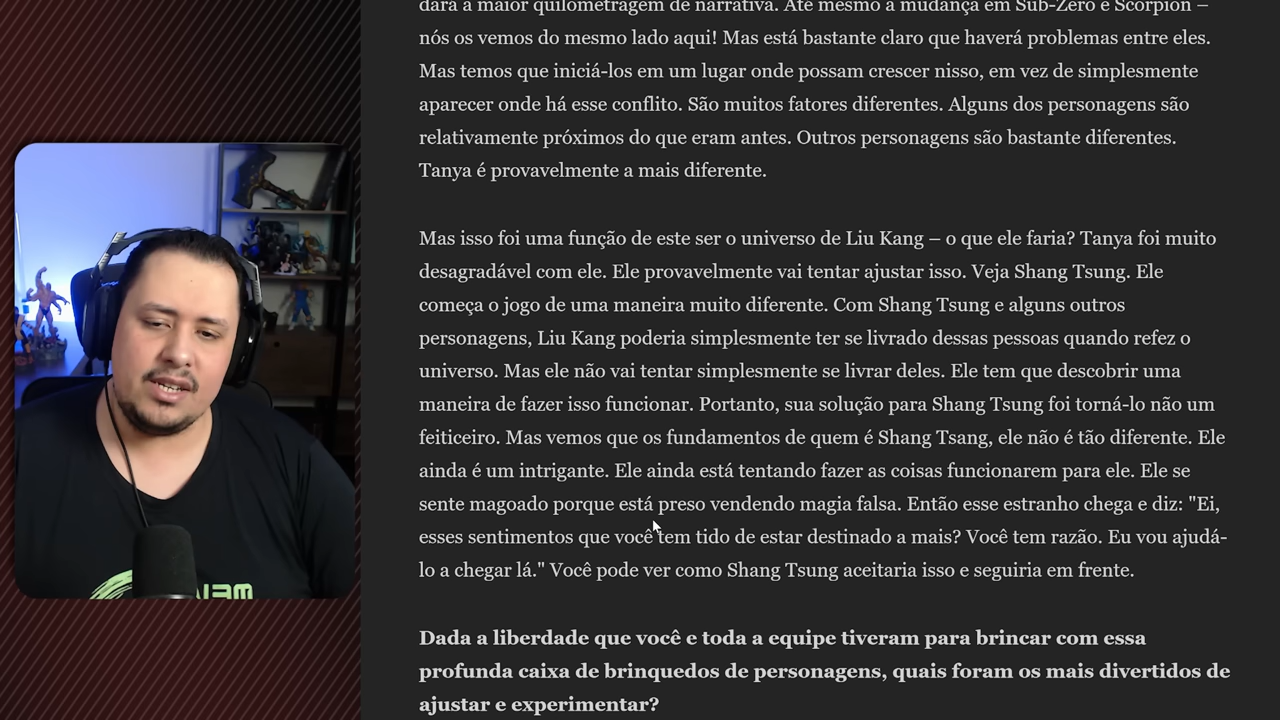 dará a maior quilometragem de narrativa. Até mesmo a mudança em Sub-Zero e Scorpion –
nós os vemos do mesmo lado aqui! Mas está bastante claro que haverá problemas entre eles.
Mas temos que iniciá-los em um lugar onde possam crescer nisso, em vez de simplesmente
aparecer onde há esse conflito. São muitos fatores diferentes. Alguns dos personagens são
relativamente próximos do que eram antes. Outros personagens são bastante diferentes.
Tanya é provavelmente a mais diferente.
Mas isso foi uma função de este ser o universo de Liu Kang – o que ele faria? Tanya foi muito
desagradável com ele. Ele provavelmente vai tentar ajustar isso. Veja Shang Tsung. Ele
começa o jogo de uma maneira muito diferente. Com Shang Tsung e alguns outros
personagens, Liu Kang poderia simplesmente ter se livrado dessas pessoas quando refez o
universo. Mas ele não vai tentar simplesmente se livrar deles. Ele tem que descobrir uma
maneira de fazer isso funcionar. Portanto, sua solução para Shang Tsung foi torná-lo não um
feiticeiro. Mas vemos que os fundamentos de quem é Shang Tsang, ele não é tão diferente. Ele
ainda é um intrigante. Ele ainda está tentando fazer as coisas funcionarem para ele. Ele se
sente magoado porque está preso vendendo magia falsa. Então esse estranho chega e diz: "Ei,
esses sentimentos que você tem tido de estar destinado a mais? Você tem razão. Eu vou ajudá-
lo a chegar lá." Você pode ver como Shang Tsung aceitaria isso e seguiria em frente.
Dada a liberdade que você e toda a equipe tiveram para brincar com essa
profunda caixa de brinquedos de personagens, quais foram os mais divertidos de
ajustar e experimentar?